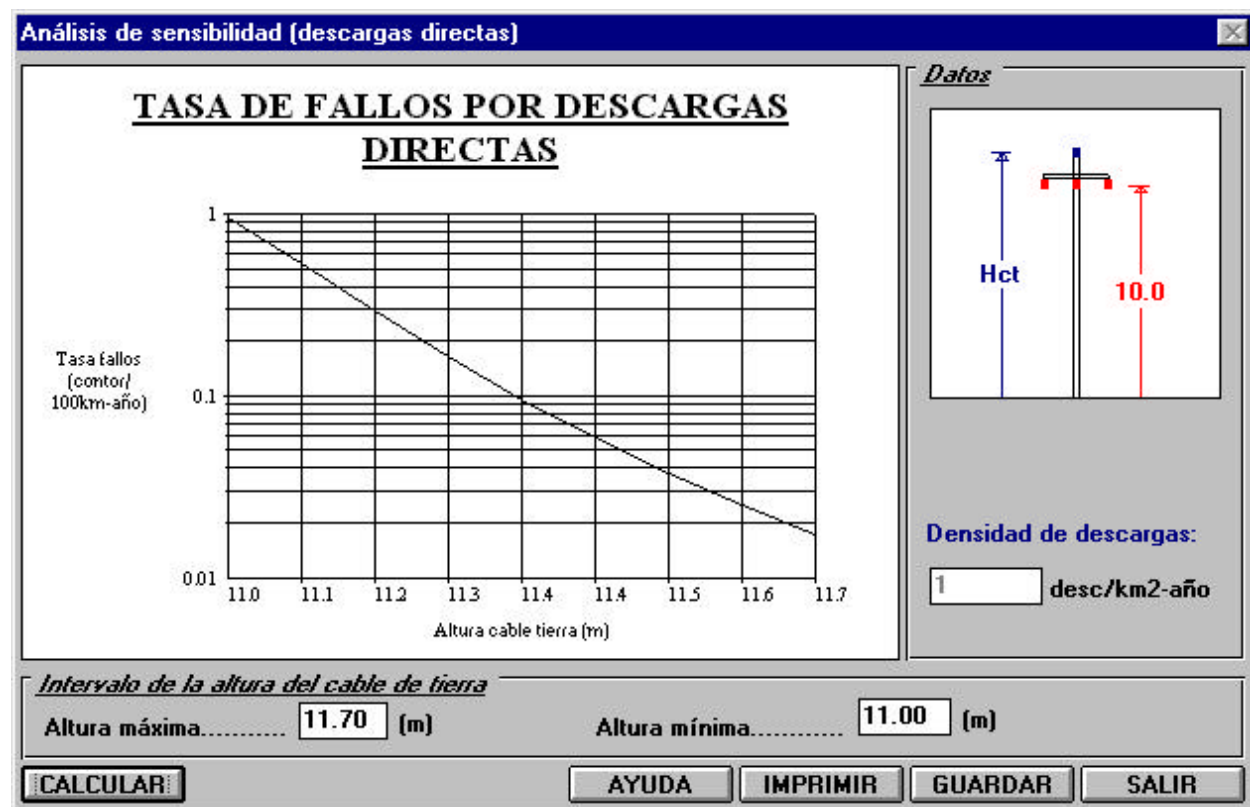 Análisis de sensibilidad (descargas directas)
TASA DE FALLOS POR DESCARGAS
DIRECTAS
1
0.1
0.01
Tasa fallos
(contor/
100km-año)
11.0 11.1 11.2 11.3 11.4 11.4 11.5 11.6 11.7
Altura cable tierra (m)
Datos
Hct
10.0
Densidad de descargas:
1 desc/km2-año
Intervalo de la altura del cable de tierra
Altura máxima........... 11.70 (m)
Altura mínima............ 11.00 (m)
CALCULAR AYUDA IMPRIMIR GUARDAR SALIR